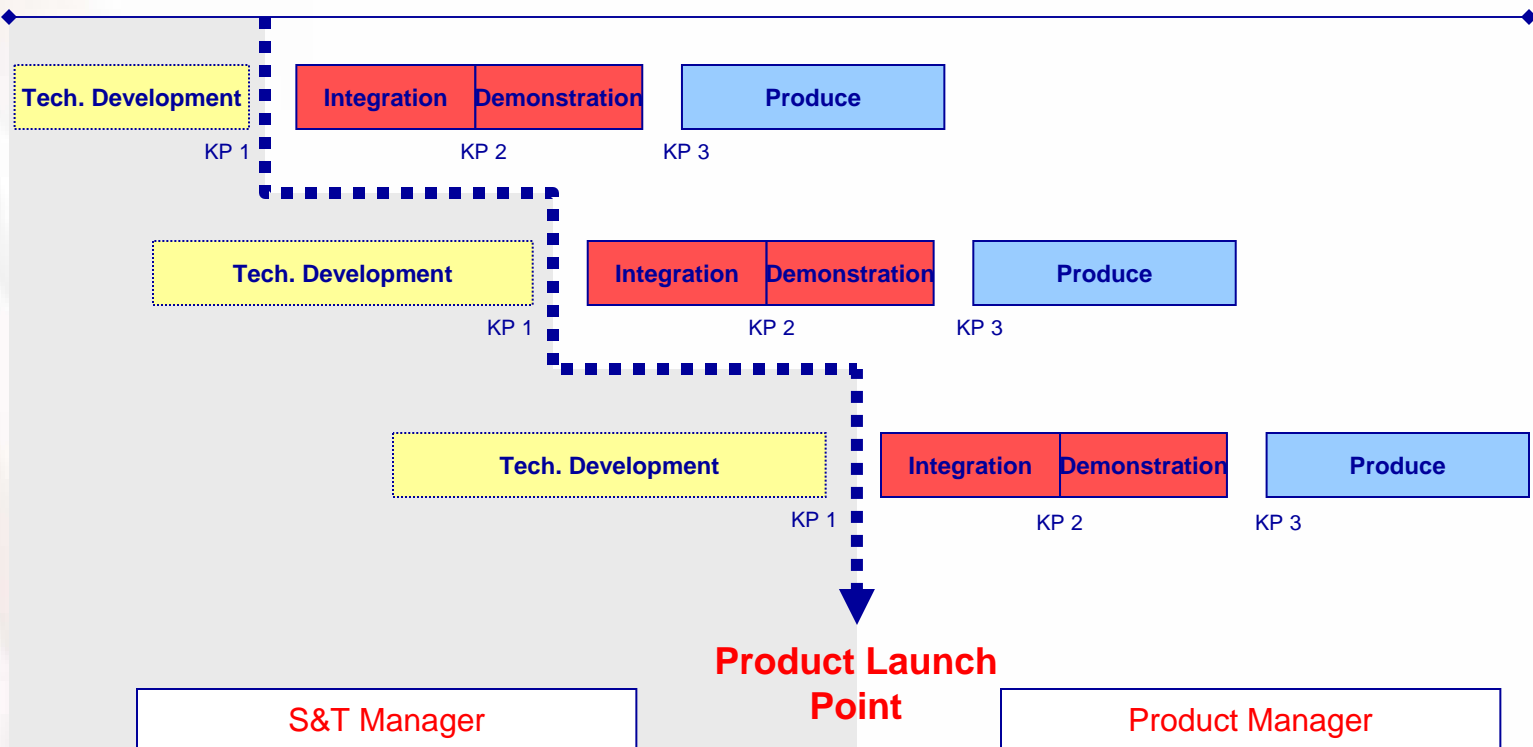 Tech. Development Integration Demonstration Produce
KP 1 KP 2 KP 3
Tech. Development Integration Demonstration Produce
KP 1 KP 2 KP 3
Tech. Development Integration Demonstration Produce
KP 1 KP 2 KP 3
Product Launch
Point
S&T Manager
Product Manager